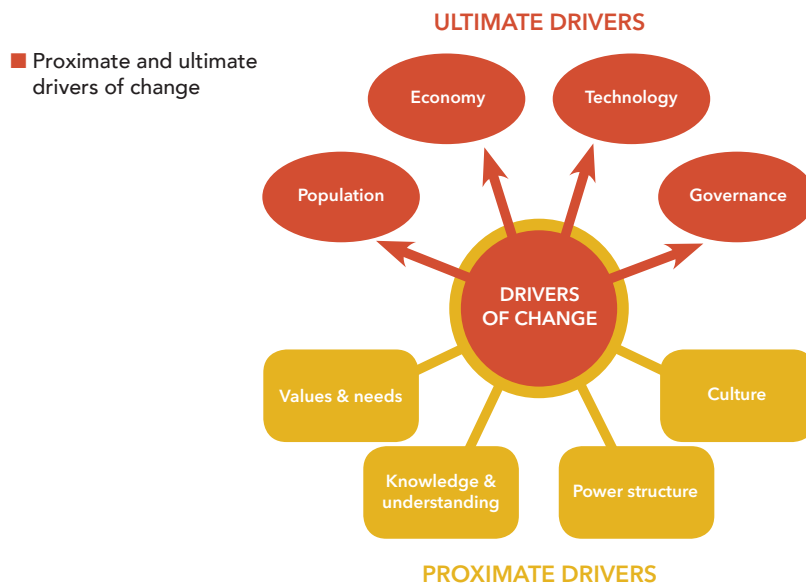 ULTIMATE DRIVERS
Proximate and ultimate
drivers of change
Economy
Technology
Population
Governance
DRIVERS
OF CHANGE
Values & needs
Culture
Knowledge &
understanding
Power structure
PROXIMATE DRIVERS